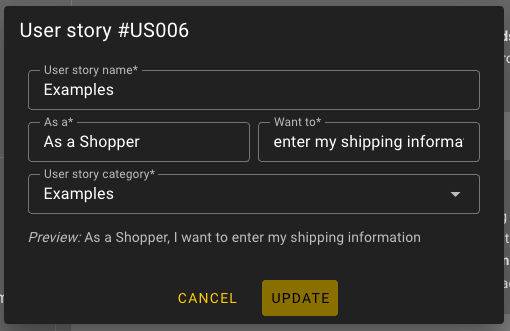 User story #US006
User story name*
Examples
As a*
Want to*
As a Shopper
enter my shipping informa
User story category*
Examples
Preview: As a Shopper, I want to enter my shipping information
CANCEL
UPDATE